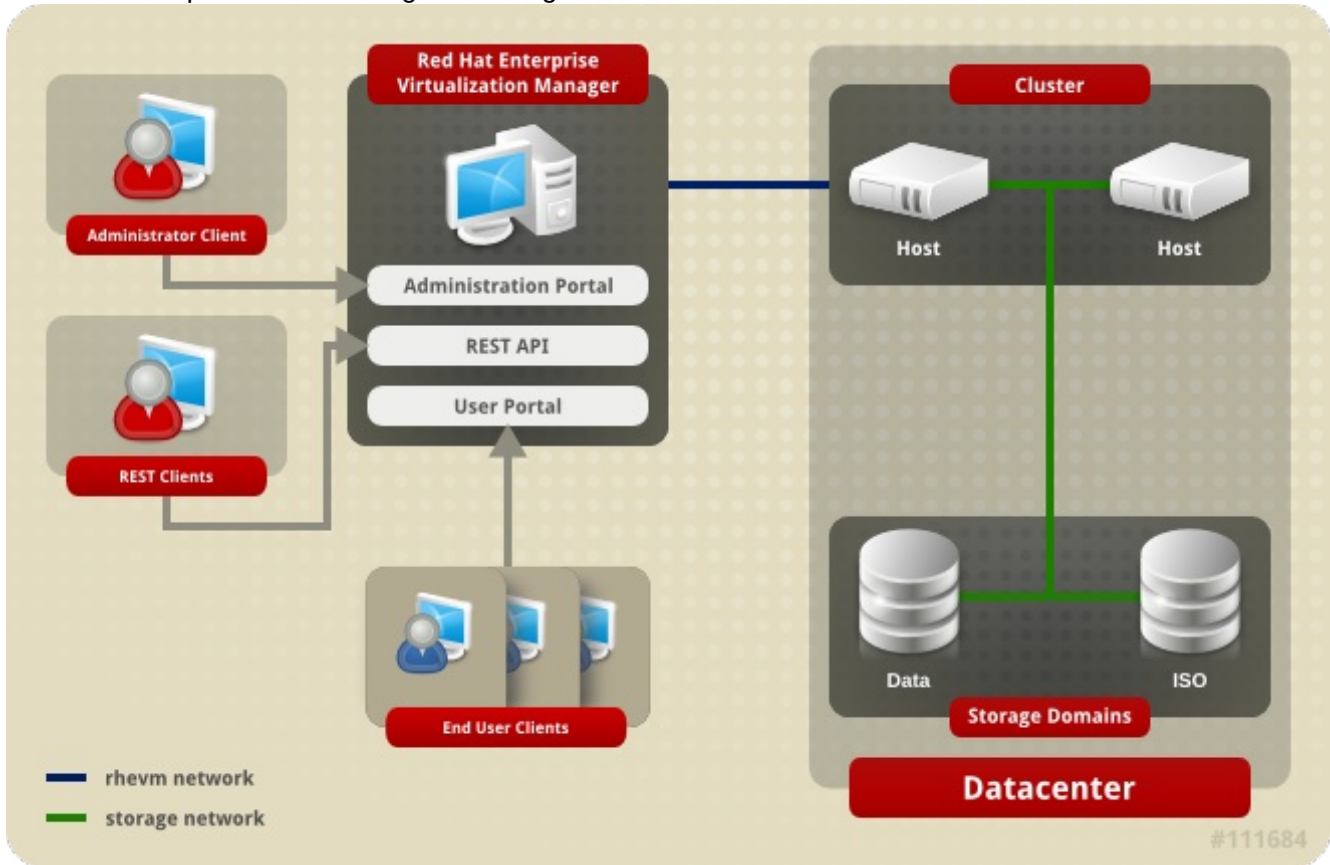 Red Hat Enterprise
Virtualization Manager
Cluster
Administrator Client
Host
Host
Administration Portal
REST API
User Portal
REST Clients
End User Clients
Data
ISO
Storage Domains
Datacenter
rhevm network
storage network
#111684